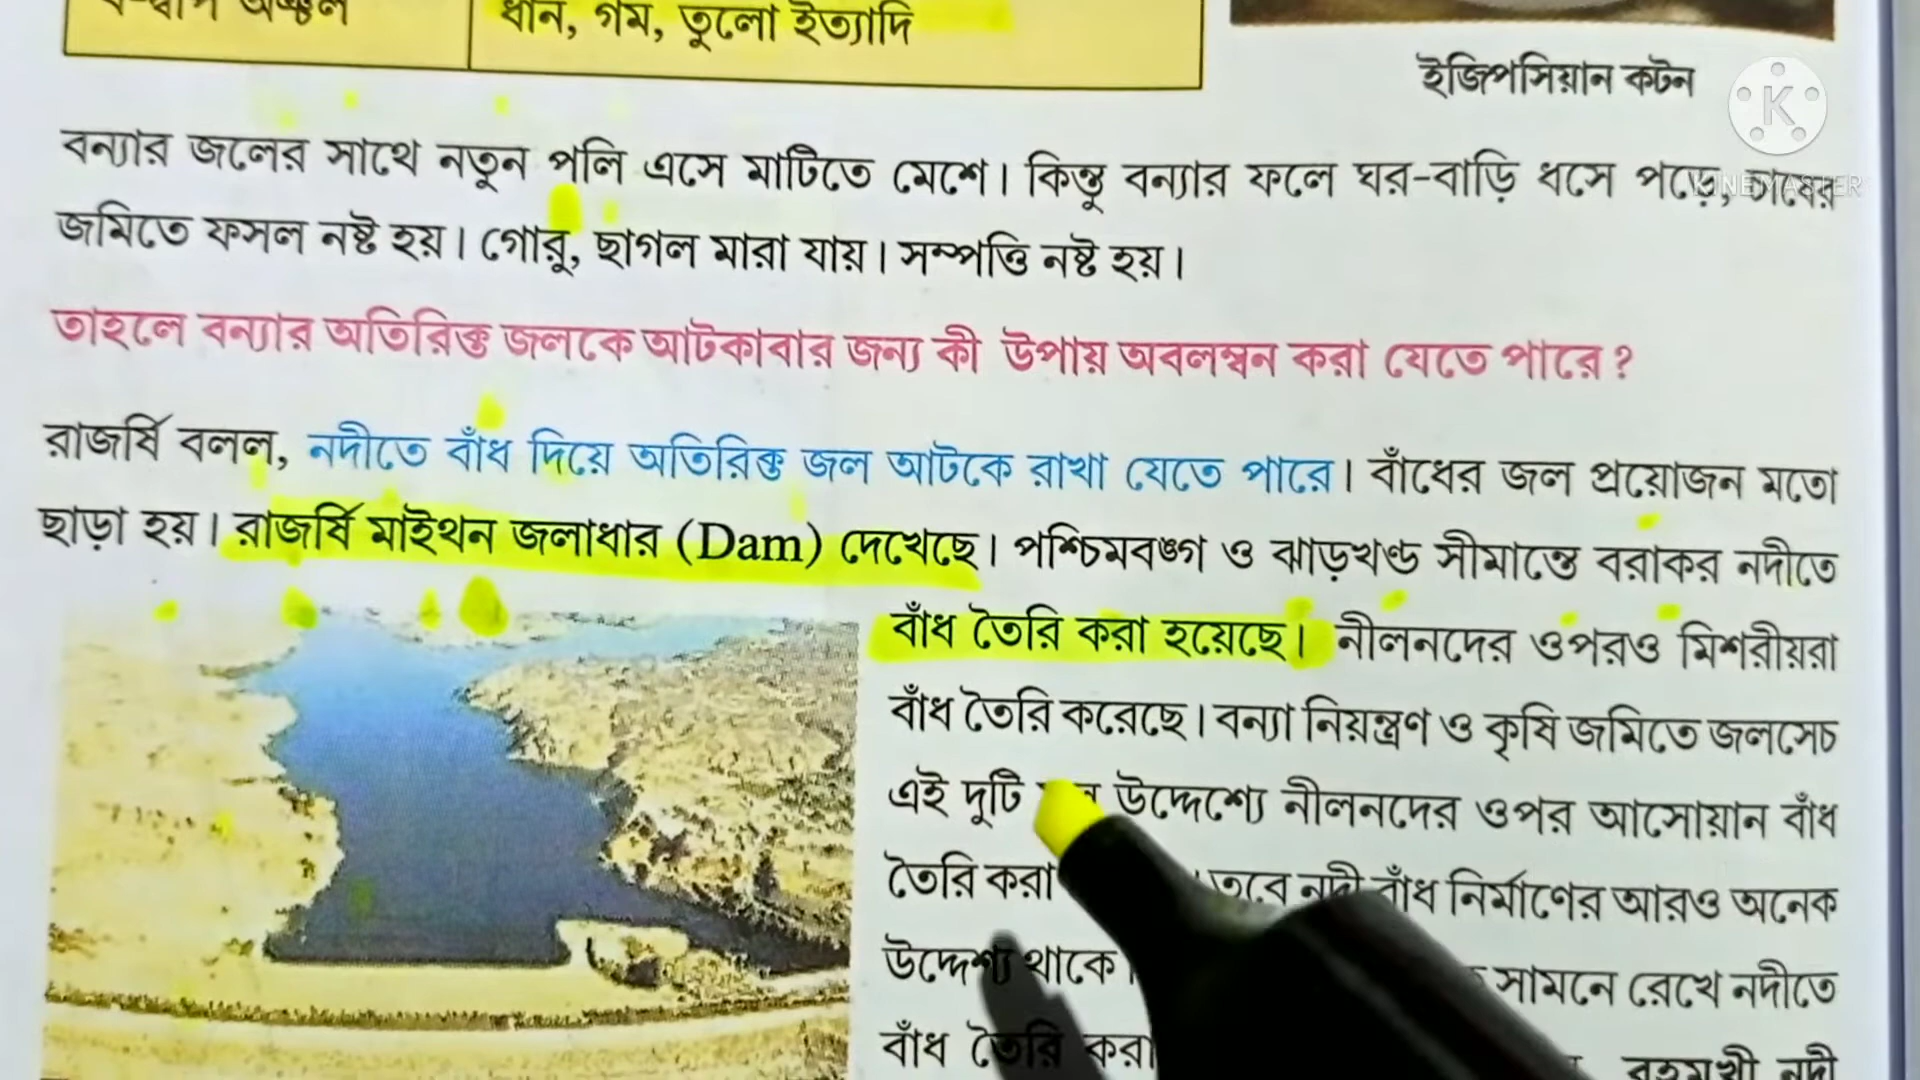 ধান, গম, তুলো ইত্যাদি
ইজিপসিয়ান কটন
K
KINEMASTER
বন্যার জলের সাথে নতুন পলি এসে মাটিতে মেশে। কিন্তু বন্যার ফলে ঘর-বাড়ি ধসে পড়ে, চাষের
জমিতে ফসল নষ্ট হয়। গোরু, ছাগল মারা যায়। সম্পত্তি নষ্ট হয়।
তাহলে বন্যার অতিরিক্ত জলকে আটকাবার জন্য কী উপায় অবলম্বন করা যেতে পারে?
রাজর্ষি বলল, নদীতে বাঁধ দিয়ে অতিরিক্ত জল আটকে রাখা যেতে পারে। বাঁধের জল প্রয়োজন মতো
ছাড়া হয়। রাজর্ষি মাইথন জলাধার (Dam) দেখেছে। পশ্চিমবঙ্গ ও ঝাড়খণ্ড সীমান্তে বরাকর নদীতে
বাঁধ তৈরি করা হয়েছে। নীলনদের ওপরও মিশরীয়রা
বাঁধ তৈরি করেছে। বন্যা নিয়ন্ত্রণ ও কৃষি জমিতে জলসেচ
এই দুটি উদ্দেশ্যে নীলনদের ওপর আসোয়ান বাঁধ
তৈরি করা তবে নদী বাঁধ নির্মাণের আরও অনেক
উদ্দেশ্য থাকে। সামনে রেখে নদীতে
বাঁধ তৈরি করা বহুমুখী নদী